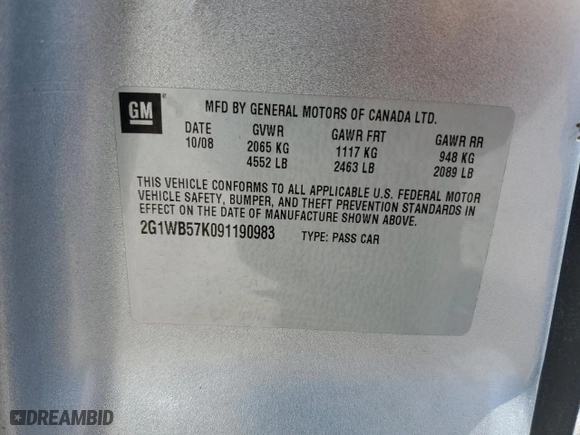 GM
MFD BY GENERAL MOTORS OF CANADA LTD.
DATE GVWR GAWR FRT GAWR RR
10/08 2065 KG 1117 KG 948 KG
4552 LB 2463 LB 2089 LB
THIS VEHICLE CONFORMS TO ALL APPLICABLE U.S. FEDERAL MOTOR
VEHICLE SAFETY, BUMPER, AND THEFT PREVENTION STANDARDS IN
EFFECT ON THE DATE OF MANUFACTURE SHOWN ABOVE.
2G1WB57K091190983 TYPE: PASS CAR
DREAMBID